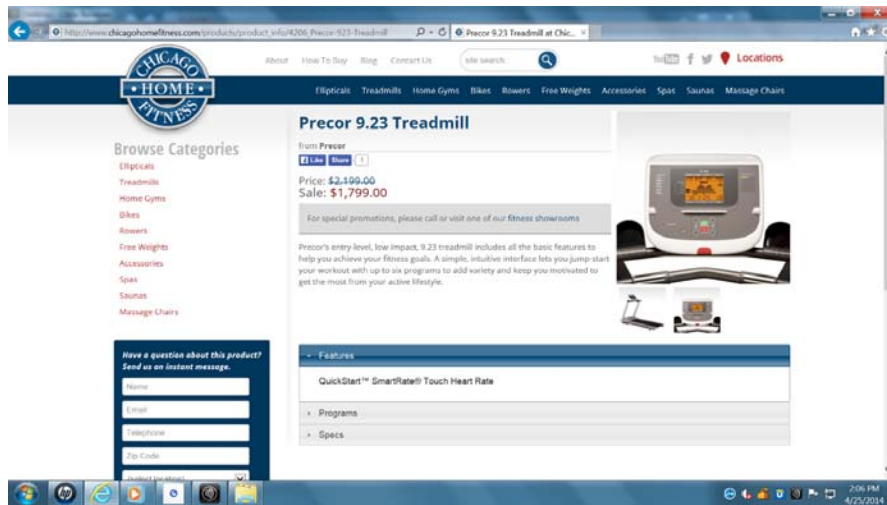 http://www.chicagohomefitness.com/products/product_info/4206_Precor-923-Treadmill
Precor 9.23 Treadmill at Chic...
CHICAGO
• HOME •
FITNESS
About How To Buy Blog Contact Us site search You Tube Locations
Ellipticals Treadmills Home Gyms Bikes Rowers Free Weights Accessories Spas Saunas Massage Chairs
Browse Categories
Ellipticals
Treadmills
Home Gyms
Bikes
Rowers
Free Weights
Accessories
Spas
Saunas
Massage Chairs
Have a question about this product?
Send us an instant message.
Name
Email
Telephone
Zip Code
Precor 9.23 Treadmill
from Precor
Like Share 1
Price: $2,199.00
Sale: $1,799.00
For special promotions, please call or visit one of our fitness showrooms
Precor's entry-level, low impact, 9.23 treadmill includes all the basic features to
help you achieve your fitness goals. A simple, intuitive interface lets you jump-start
your workout with up to six programs to add variety and keep you motivated to
get the most from your active lifestyle.
Features
QuickStart™ SmartRate® Touch Heart Rate
Programs
Specs
2:06 PM
4/25/2014